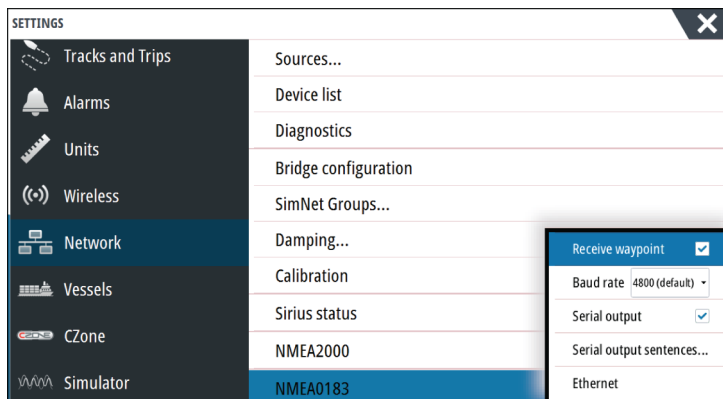 SETTINGS
Tracks and Trips
Alarms
Units
Wireless
Network
Vessels
CZONE
CZone
Simulator
Sources...
Device list
Diagnostics
Bridge configuration
SimNet Groups...
Damping...
Calibration
Sirius status
NMEA2000
NMEA0183
Receive waypoint
Baud rate 4800 (default)
Serial output
Serial output sentences...
Ethernet